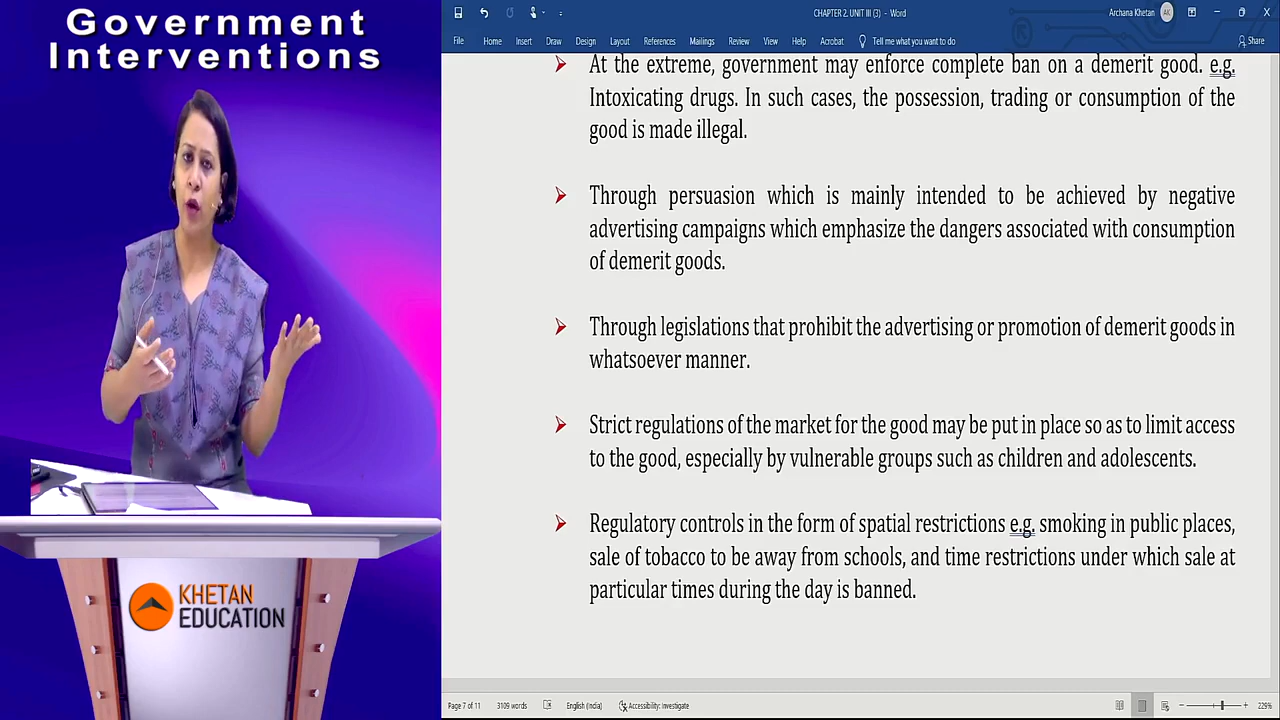 Government
Interventions
CHAPTER 2. UNIT III (3) - Word
Archana Khetan
AK
File Home Insert Draw Design Layout References Mailings Review View Help Acrobat Tell me what you want to do
Share
At the extreme, government may enforce complete ban on a demerit good. e.g.
Intoxicating drugs. In such cases, the possession, trading or consumption of the
good is made illegal.
Through persuasion which is mainly intended to be achieved by negative
advertising campaigns which emphasize the dangers associated with consumption
of demerit goods.
Through legislations that prohibit the advertising or promotion of demerit goods in
whatsoever manner.
Strict regulations of the market for the good may be put in place so as to limit access
to the good, especially by vulnerable groups such as children and adolescents.
Regulatory controls in the form of spatial restrictions e.g. smoking in public places,
sale of tobacco to be away from schools, and time restrictions under which sale at
particular times during the day is banned.
KHETAN
EDUCATION
Page 7 of 11 3109 words English (India) Accessibility: Investigate
229%